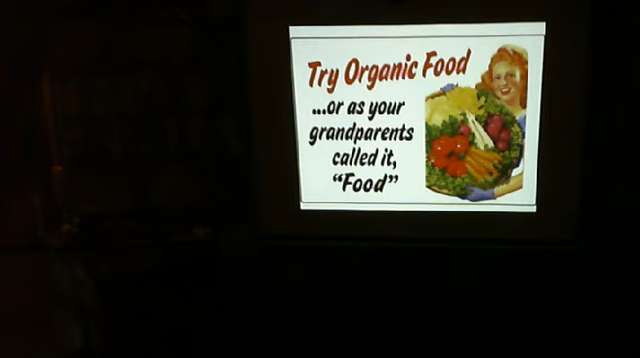 Try Organic Food
...or as your
grandparents
called it,
"Food"